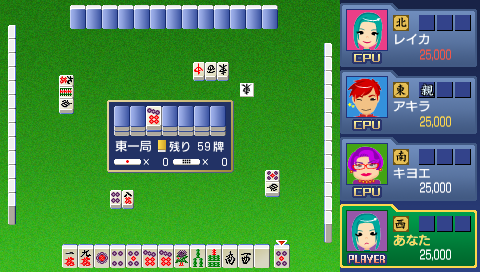 北
レイカ
25,000
CPU
東 親
アキラ
25,000
CPU
南
キヨエ
25,000
CPU
西
あなた
25,000
PLAYER
東一局 残り 59牌
× 0 × 0